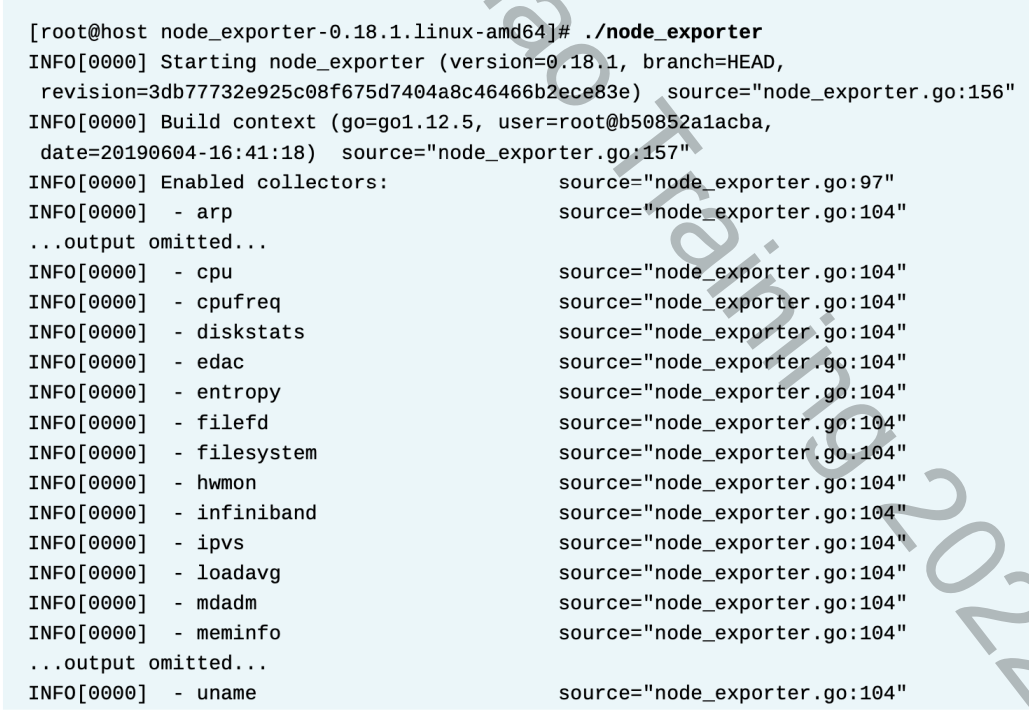 [root@host node_exporter-0.18.1.linux-amd64]# ./node_exporter
INFO[0000] Starting node_exporter (version=0.18.1, branch=HEAD,
 revision=3db77732e925c08f675d7404a8c46466b2ece83e)  source="node_exporter.go:156"
INFO[0000] Build context (go=go1.12.5, user=root@b50852a1acba,
 date=20190604-16:41:18)  source="node_exporter.go:157"
INFO[0000] Enabled collectors:                source="node_exporter.go:97"
INFO[0000]  - arp                             source="node_exporter.go:104"
...output omitted...
INFO[0000]  - cpu                             source="node_exporter.go:104"
INFO[0000]  - cpufreq                         source="node_exporter.go:104"
INFO[0000]  - diskstats                       source="node_exporter.go:104"
INFO[0000]  - edac                            source="node_exporter.go:104"
INFO[0000]  - entropy                         source="node_exporter.go:104"
INFO[0000]  - filefd                          source="node_exporter.go:104"
INFO[0000]  - filesystem                      source="node_exporter.go:104"
INFO[0000]  - hwmon                           source="node_exporter.go:104"
INFO[0000]  - infiniband                      source="node_exporter.go:104"
INFO[0000]  - ipvs                            source="node_exporter.go:104"
INFO[0000]  - loadavg                         source="node_exporter.go:104"
INFO[0000]  - mdadm                           source="node_exporter.go:104"
INFO[0000]  - meminfo                         source="node_exporter.go:104"
...output omitted...
INFO[0000]  - uname                           source="node_exporter.go:104"
Training